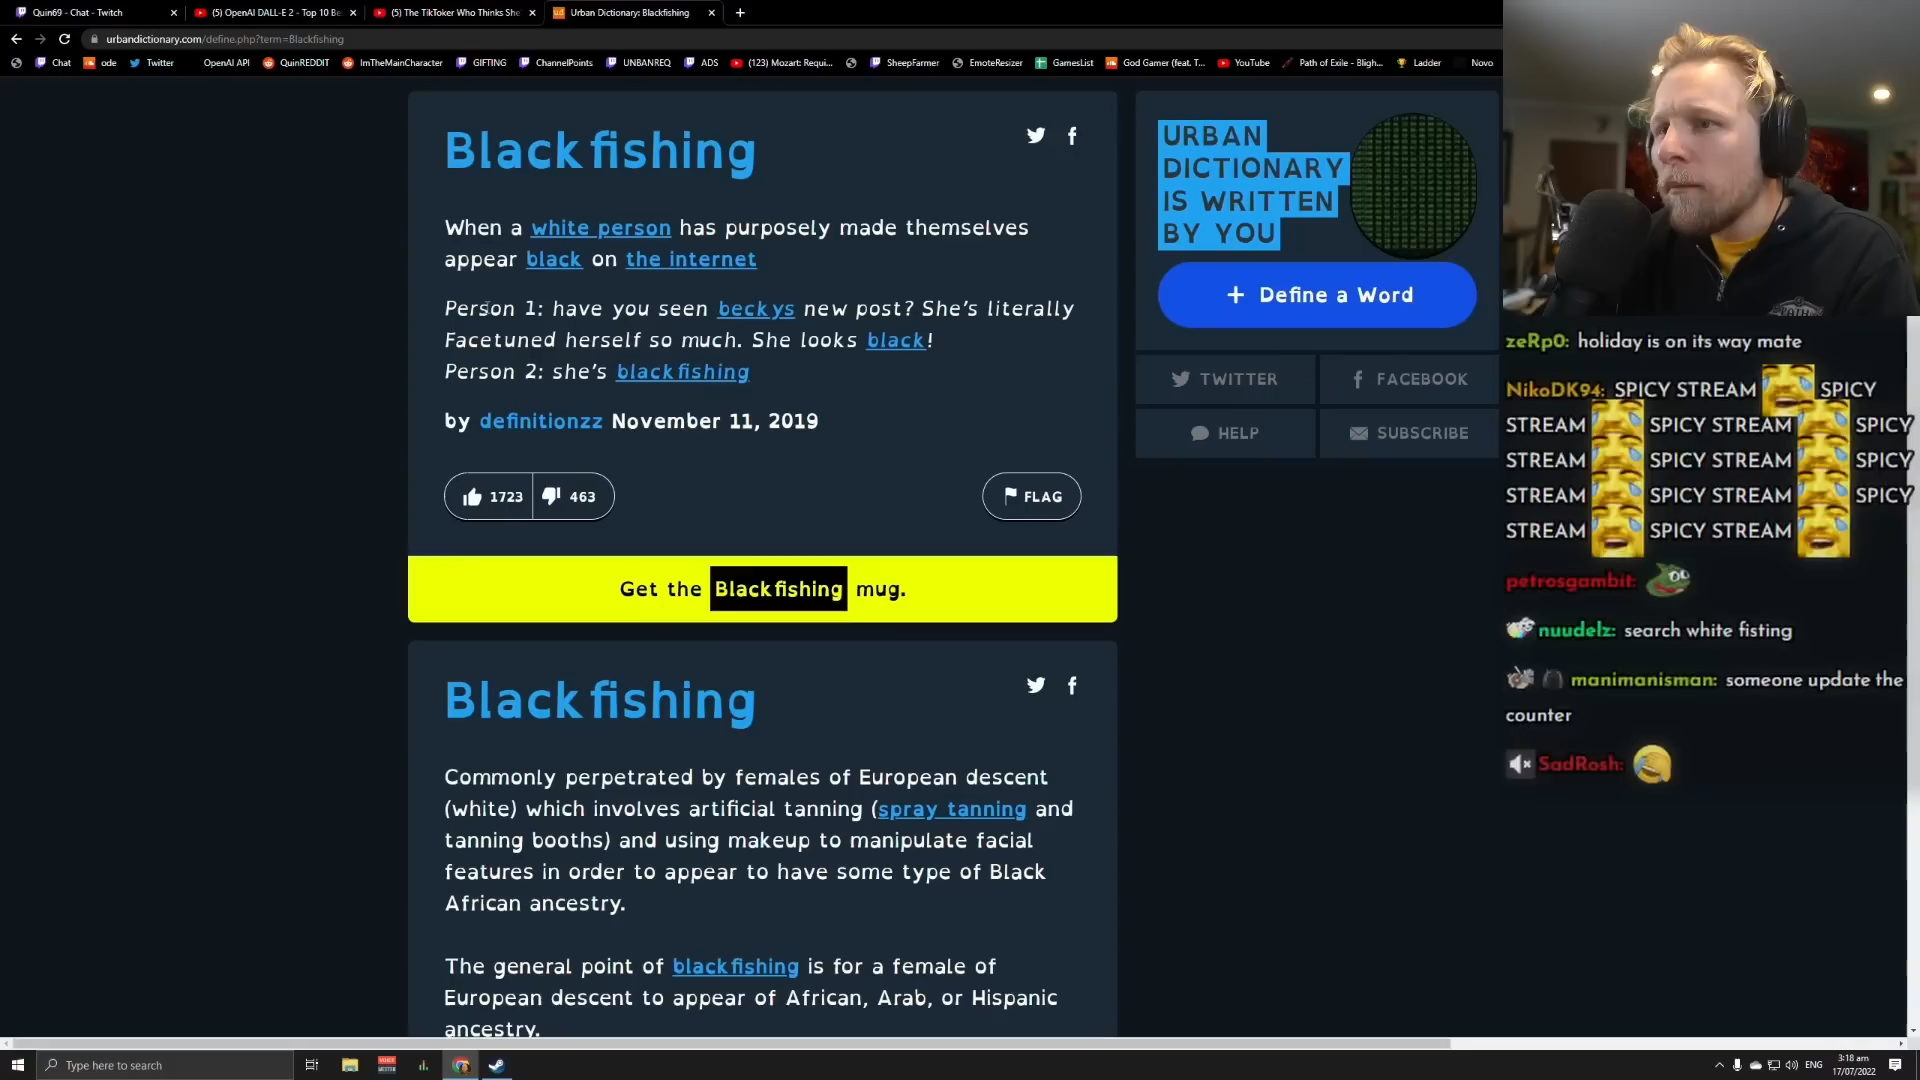 Quin69 - Chat - Twitch
(5) OpenAI DALL-E 2 - Top 10 Be
(5) The TikToker Who Thinks She
Urban Dictionary: Blackfishing
urbandictionary.com/define.php?term=Blackfishing
Chat
ode
Twitter
OpenAI API
QuinREDDIT
ImTheMainCharacter
GIFTING
ChannelPoints
UNBANREQ
ADS
(123) Mozart: Requi...
SheepFarmer
EmoteResizer
GamesList
God Gamer (feat. T...
YouTube
Path of Exile - Bligh...
Ladder
Novo
Blackfishing
When a white person has purposely made themselves
appear black on the internet
Person 1: have you seen beckys new post? She's literally
Facetuned herself so much. She looks black!
Person 2: she's blackfishing
by definitionzz November 11, 2019
1723
463
FLAG
Get the Blackfishing mug.
Blackfishing
Commonly perpetrated by females of European descent
(white) which involves artificial tanning (spray tanning and
tanning booths) and using makeup to manipulate facial
features in order to appear to have some type of Black
African ancestry.
The general point of blackfishing is for a female of
European descent to appear of African, Arab, or Hispanic
ancestry.
URBAN
DICTIONARY
IS WRITTEN
BY YOU
+ Define a Word
TWITTER
FACEBOOK
HELP
SUBSCRIBE
zeRp0: holiday is on its way mate
NikoDK94: SPICY STREAM SPICY
STREAM SPICY STREAM SPICY
STREAM SPICY STREAM SPICY
STREAM SPICY STREAM SPICY
STREAM SPICY STREAM
petrosgambit:
nuudelz: search white fisting
manimanisman: someone update the
counter
SadRosh:
Type here to search
ENG
3:18 am
17/07/2022